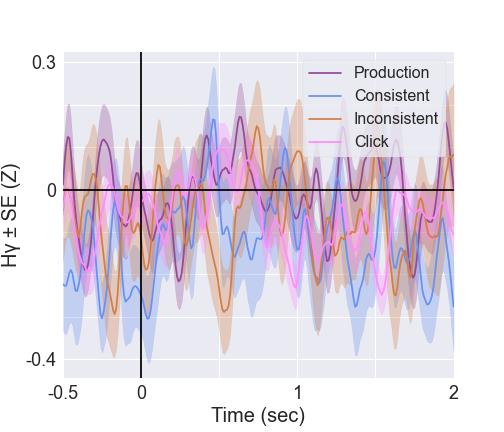 0.3
0
-0.4
Hγ ± SE (Z)
Production
Consistent
Inconsistent
Click
-0.5
0
1
2
Time (sec)